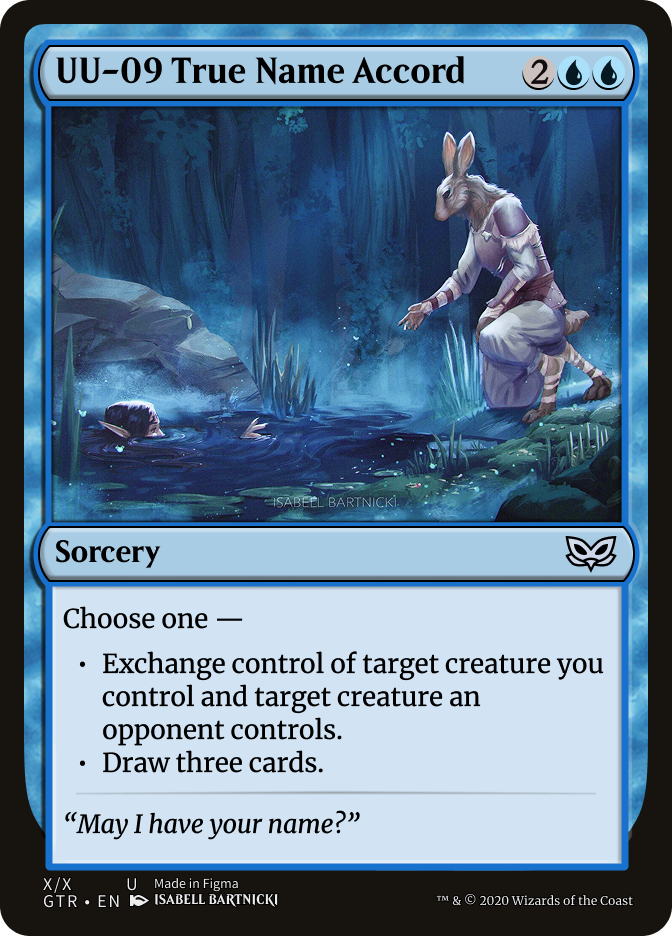 UU-09 True Name Accord 2
ISABELL BARTNICKI
Sorcery
Choose one —
• Exchange control of target creature you
control and target creature an
opponent controls.
• Draw three cards.
“May I have your name?”
X/X U Made in Figma
GTR • EN ISABELL BARTNICKI
™ & © 2020 Wizards of the Coast